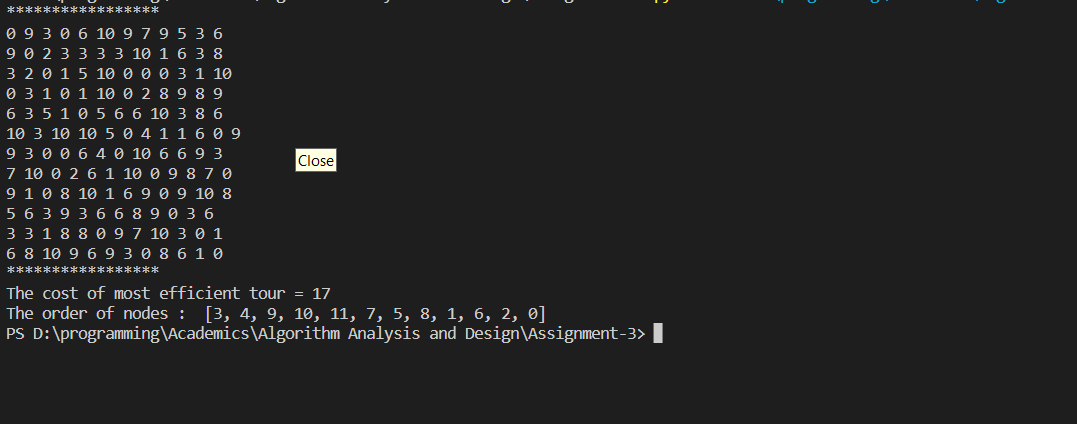 *****************
0 9 3 0 6 10 9 7 9 5 3 6
9 0 2 3 3 3 3 10 1 6 3 8
3 2 0 1 5 10 0 0 0 3 1 10
0 3 1 0 1 10 0 2 8 9 8 9
6 3 5 1 0 5 6 6 10 3 8 6
10 3 10 10 5 0 4 1 1 6 0 9
9 3 0 0 6 4 0 10 6 6 9 3
Close
7 10 0 2 6 1 10 0 9 8 7 0
9 1 0 8 10 1 6 9 0 9 10 8
5 6 3 9 3 6 6 8 9 0 3 6
3 3 1 8 8 0 9 7 10 3 0 1
6 8 10 9 6 9 3 0 8 6 1 0
*****************
The cost of most efficient tour = 17
The order of nodes :  [3, 4, 9, 10, 11, 7, 5, 8, 1, 6, 2, 0]
PS D:\programming\Academics\Algorithm Analysis and Design\Assignment-3>